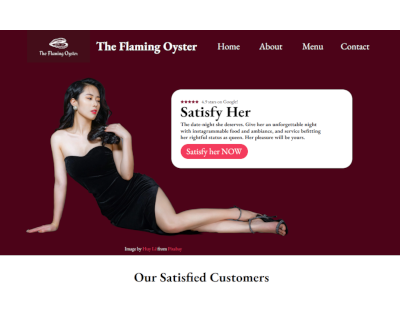 The Flaming Oyster
The Flaming Oyster
Home
About
Menu
Contact
★★★★★ 4.9 stars on Google!
Satisfy Her
The date night she deserves. Give her an unforgettable night
with instagrammable food and ambiance, and service befitting
her rightful status as queen. Her pleasure will be yours.
Satisfy her NOW
Image by
from Pixabay
Our Satisfied Customers